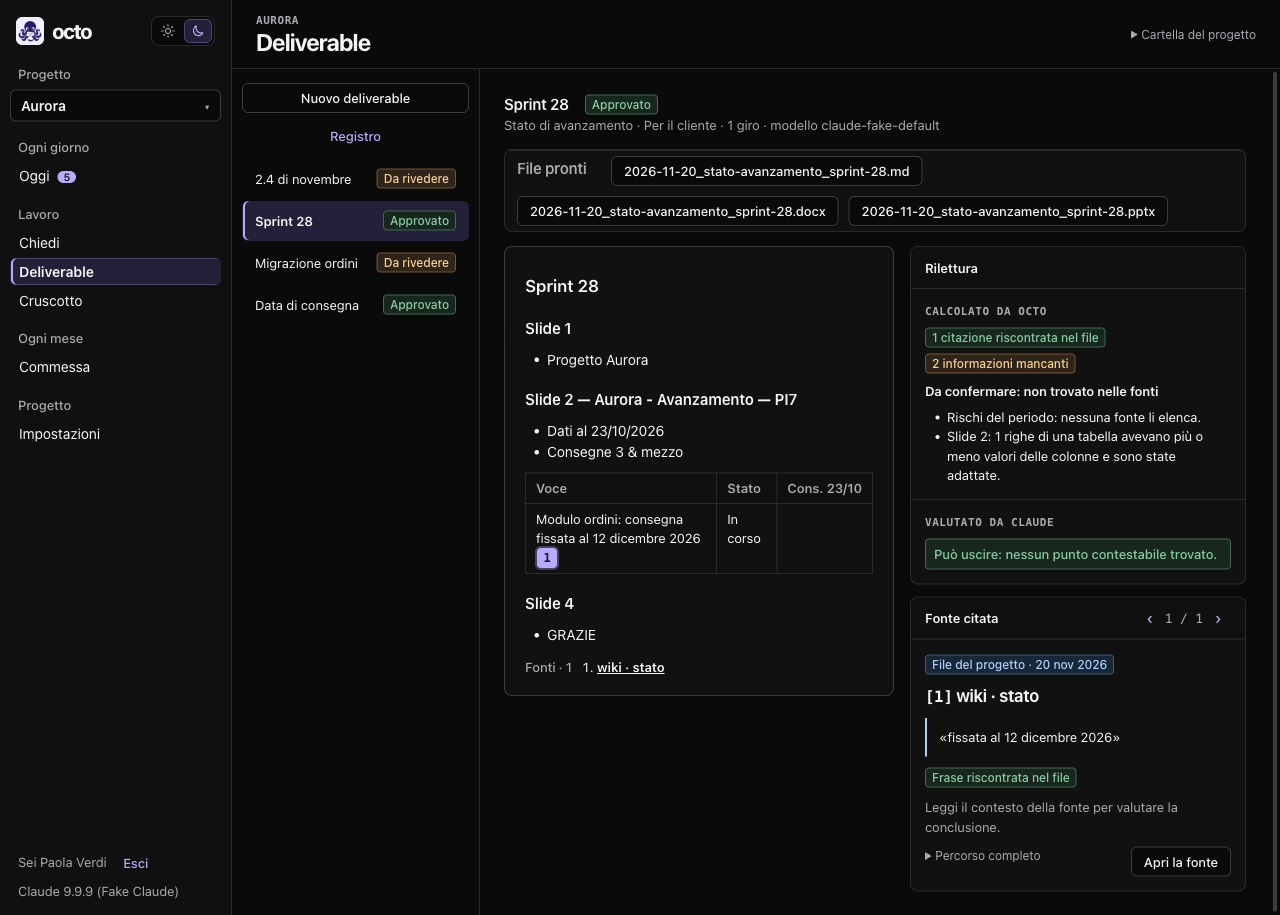 octo
Progetto
Aurora
Ogni giorno
Oggi 5
Lavoro
Chiedi
Deliverable
Cruscotto
Ogni mese
Commessa
Progetto
Impostazioni
Sei Paola Verdi Esci
Claude 9.9.9 (Fake Claude)
AURORA
Deliverable
Cartella del progetto
Nuovo deliverable
Registro
2.4 di novembre Da rivedere
Sprint 28 Approvato
Migrazione ordini Da rivedere
Data di consegna Approvato
Sprint 28 Approvato
Stato di avanzamento · Per il cliente · 1 giro · modello claude-fake-default
File pronti 2026-11-20_stato-avanzamento_sprint-28.md
2026-11-20_stato-avanzamento_sprint-28.docx 2026-11-20_stato-avanzamento_sprint-28.pptx
Sprint 28
Slide 1
• Progetto Aurora
Slide 2 — Aurora - Avanzamento — PI7
• Dati al 23/10/2026
• Consegne 3 & mezzo
Voce Stato Cons. 23/10
Modulo ordini: consegna In
fissata al 12 dicembre 2026 corso
1
Slide 4
• GRAZIE
Fonti · 1 1. wiki · stato
Rilettura
CALCOLATO DA OCTO
1 citazione riscontrata nel file
2 informazioni mancanti
Da confermare: non trovato nelle fonti
• Rischi del periodo: nessuna fonte li elenca.
• Slide 2: 1 righe di una tabella avevano più o
meno valori delle colonne e sono state
adattate.
VALUTATO DA CLAUDE
Può uscire: nessun punto contestabile trovato.
Fonte citata ‹ 1 / 1 ›
File del progetto · 20 nov 2026
[1] wiki · stato
«fissata al 12 dicembre 2026»
Frase riscontrata nel file
Leggi il contesto della fonte per valutare la
conclusione.
Percorso completo Apri la fonte